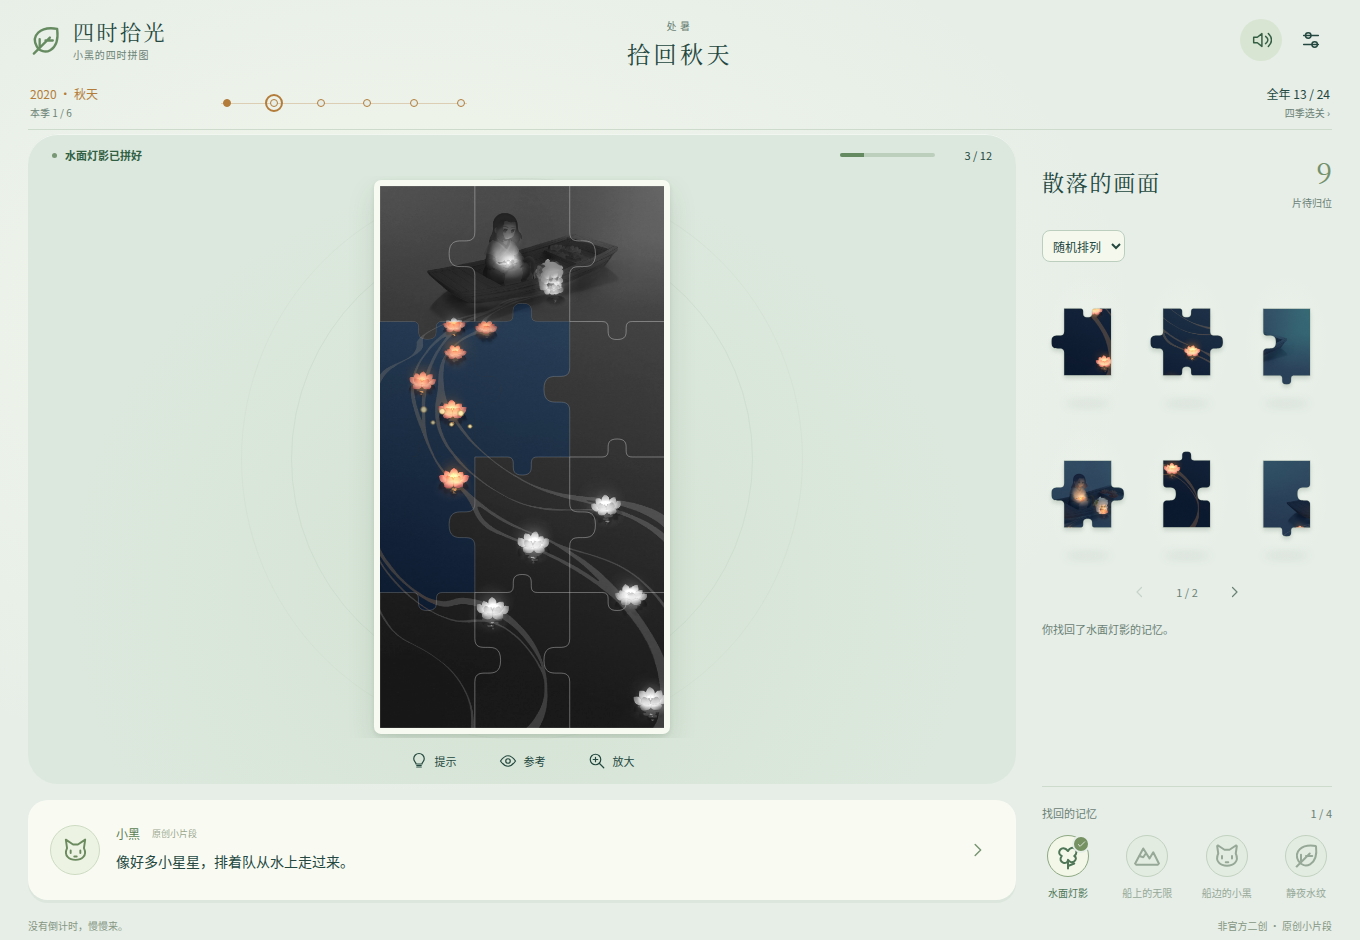 四时拾光
小黑的四时拼图
处暑
拾回秋天
2020 · 秋天
本季 1 / 6
全年 13 / 24
四季选关 ›
水面灯影已拼好
3 / 12
散落的画面
9
片待归位
随机排列
1 / 2
你找回了水面灯影的记忆。
提示
参考
放大
小黑 原创小片段
像好多小星星，排着队从水上走过来。
找回的记忆
1 / 4
水面灯影
船上的无限
船边的小黑
静夜水纹
没有倒计时，慢慢来。
非官方二创 · 原创小片段